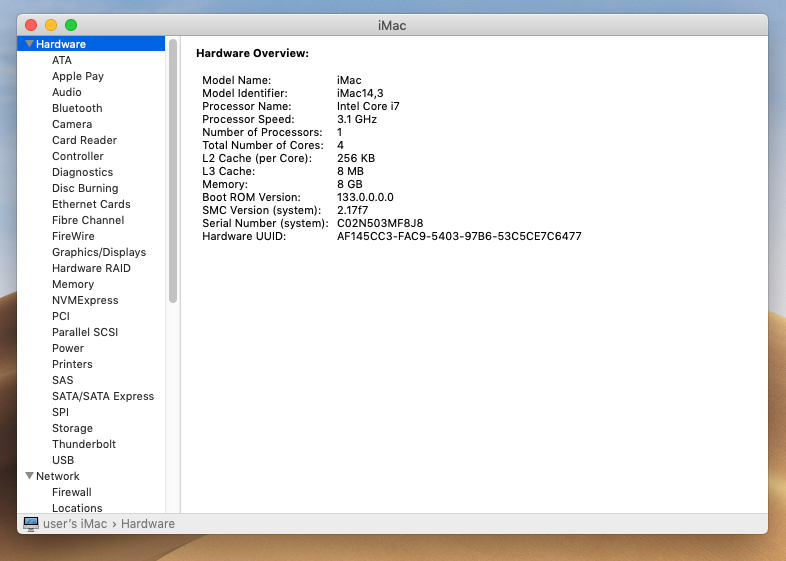 iMac
Hardware
ATA
Apple Pay
Audio
Bluetooth
Camera
Card Reader
Controller
Diagnostics
Disc Burning
Ethernet Cards
Fibre Channel
FireWire
Graphics/Displays
Hardware RAID
Memory
NVMExpress
PCI
Parallel SCSI
Power
Printers
SAS
SATA/SATA Express
SPI
Storage
Thunderbolt
USB
Network
Firewall
Locations
Hardware Overview:
Model Name: iMac
Model Identifier: iMac14,3
Processor Name: Intel Core i7
Processor Speed: 3.1 GHz
Number of Processors: 1
Total Number of Cores: 4
L2 Cache (per Core): 256 KB
L3 Cache: 8 MB
Memory: 8 GB
Boot ROM Version: 133.0.0.0.0
SMC Version (system): 2.17f7
Serial Number (system): C02N503MF8J8
Hardware UUID: AF145CC3-FAC9-5403-97B6-53C5CE7C6477
user's iMac › Hardware